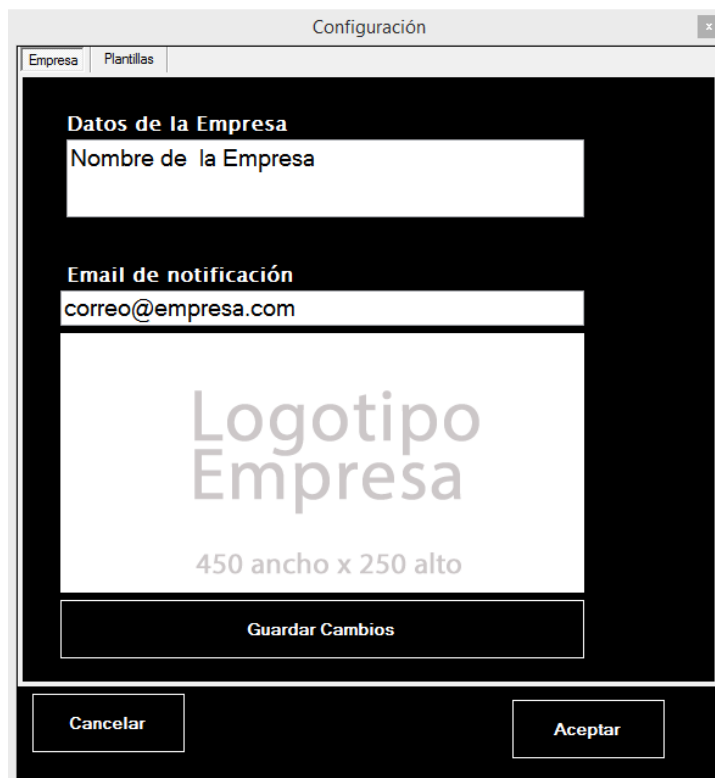 Configuración
x
Empresa Plantillas
Datos de la Empresa
Nombre de  la Empresa
Email de notificación
correo@empresa.com
Logotipo
Empresa
450 ancho x 250 alto
Guardar Cambios
Cancelar
Aceptar